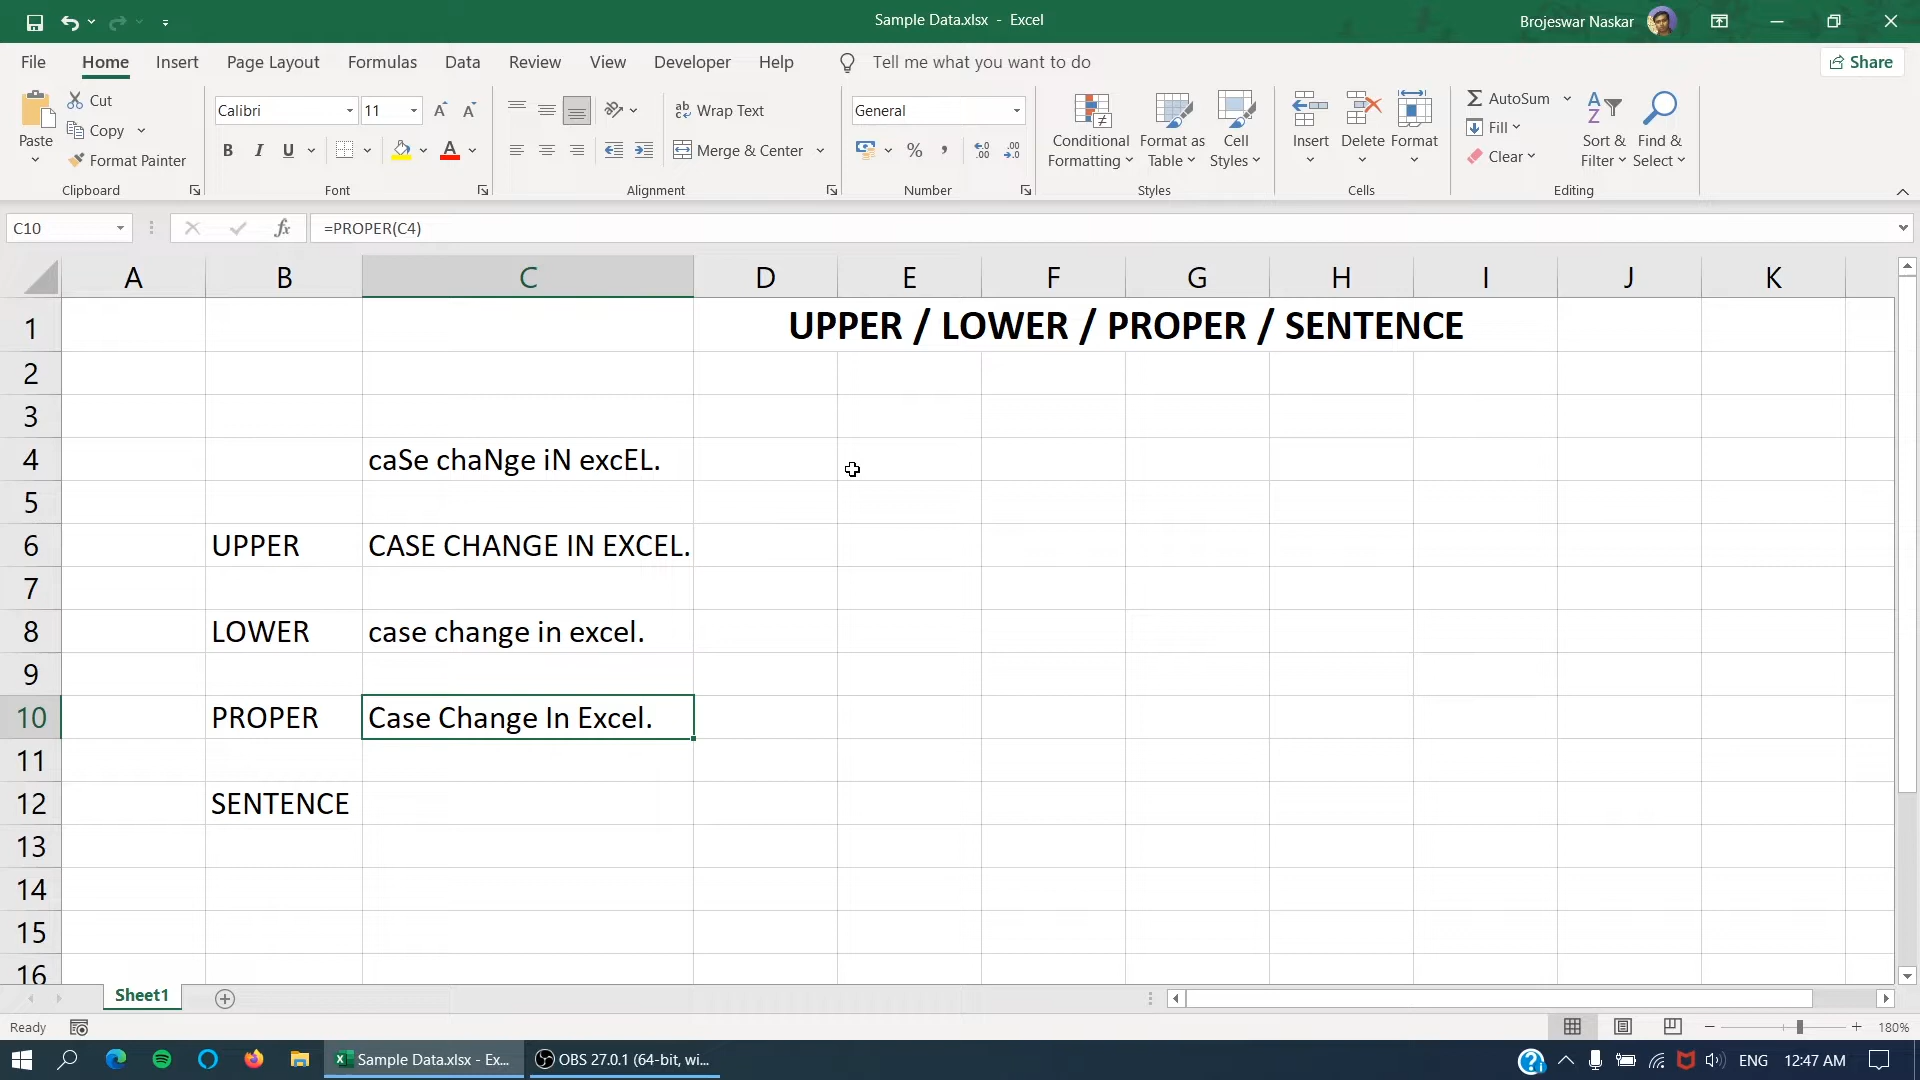 Sample Data.xlsx - Excel
Brojeswar Naskar
File Home Insert Page Layout Formulas Data Review View Developer Help Tell me what you want to do Share
Paste
Cut
Copy
Format Painter
Clipboard
Calibri 11
B I U
Font
Wrap Text
Merge & Center
Alignment
General
Number
Conditional Formatting
Format as Table
Cell Styles
Styles
Insert Delete Format
Cells
AutoSum
Fill
Clear
Sort & Filter
Find & Select
Editing
C10 fx =PROPER(C4)
A B C D E F G H I J K
1 UPPER / LOWER / PROPER / SENTENCE
2
3
4 caSe chaNge iN excEL.
5
6 UPPER CASE CHANGE IN EXCEL.
7
8 LOWER case change in excel.
9
10 PROPER Case Change In Excel.
11
12 SENTENCE
13
14
15
16
Sheet1
Ready 180%
Sample Data.xlsx - Ex... OBS 27.0.1 (64-bit, wi... ENG 12:47 AM